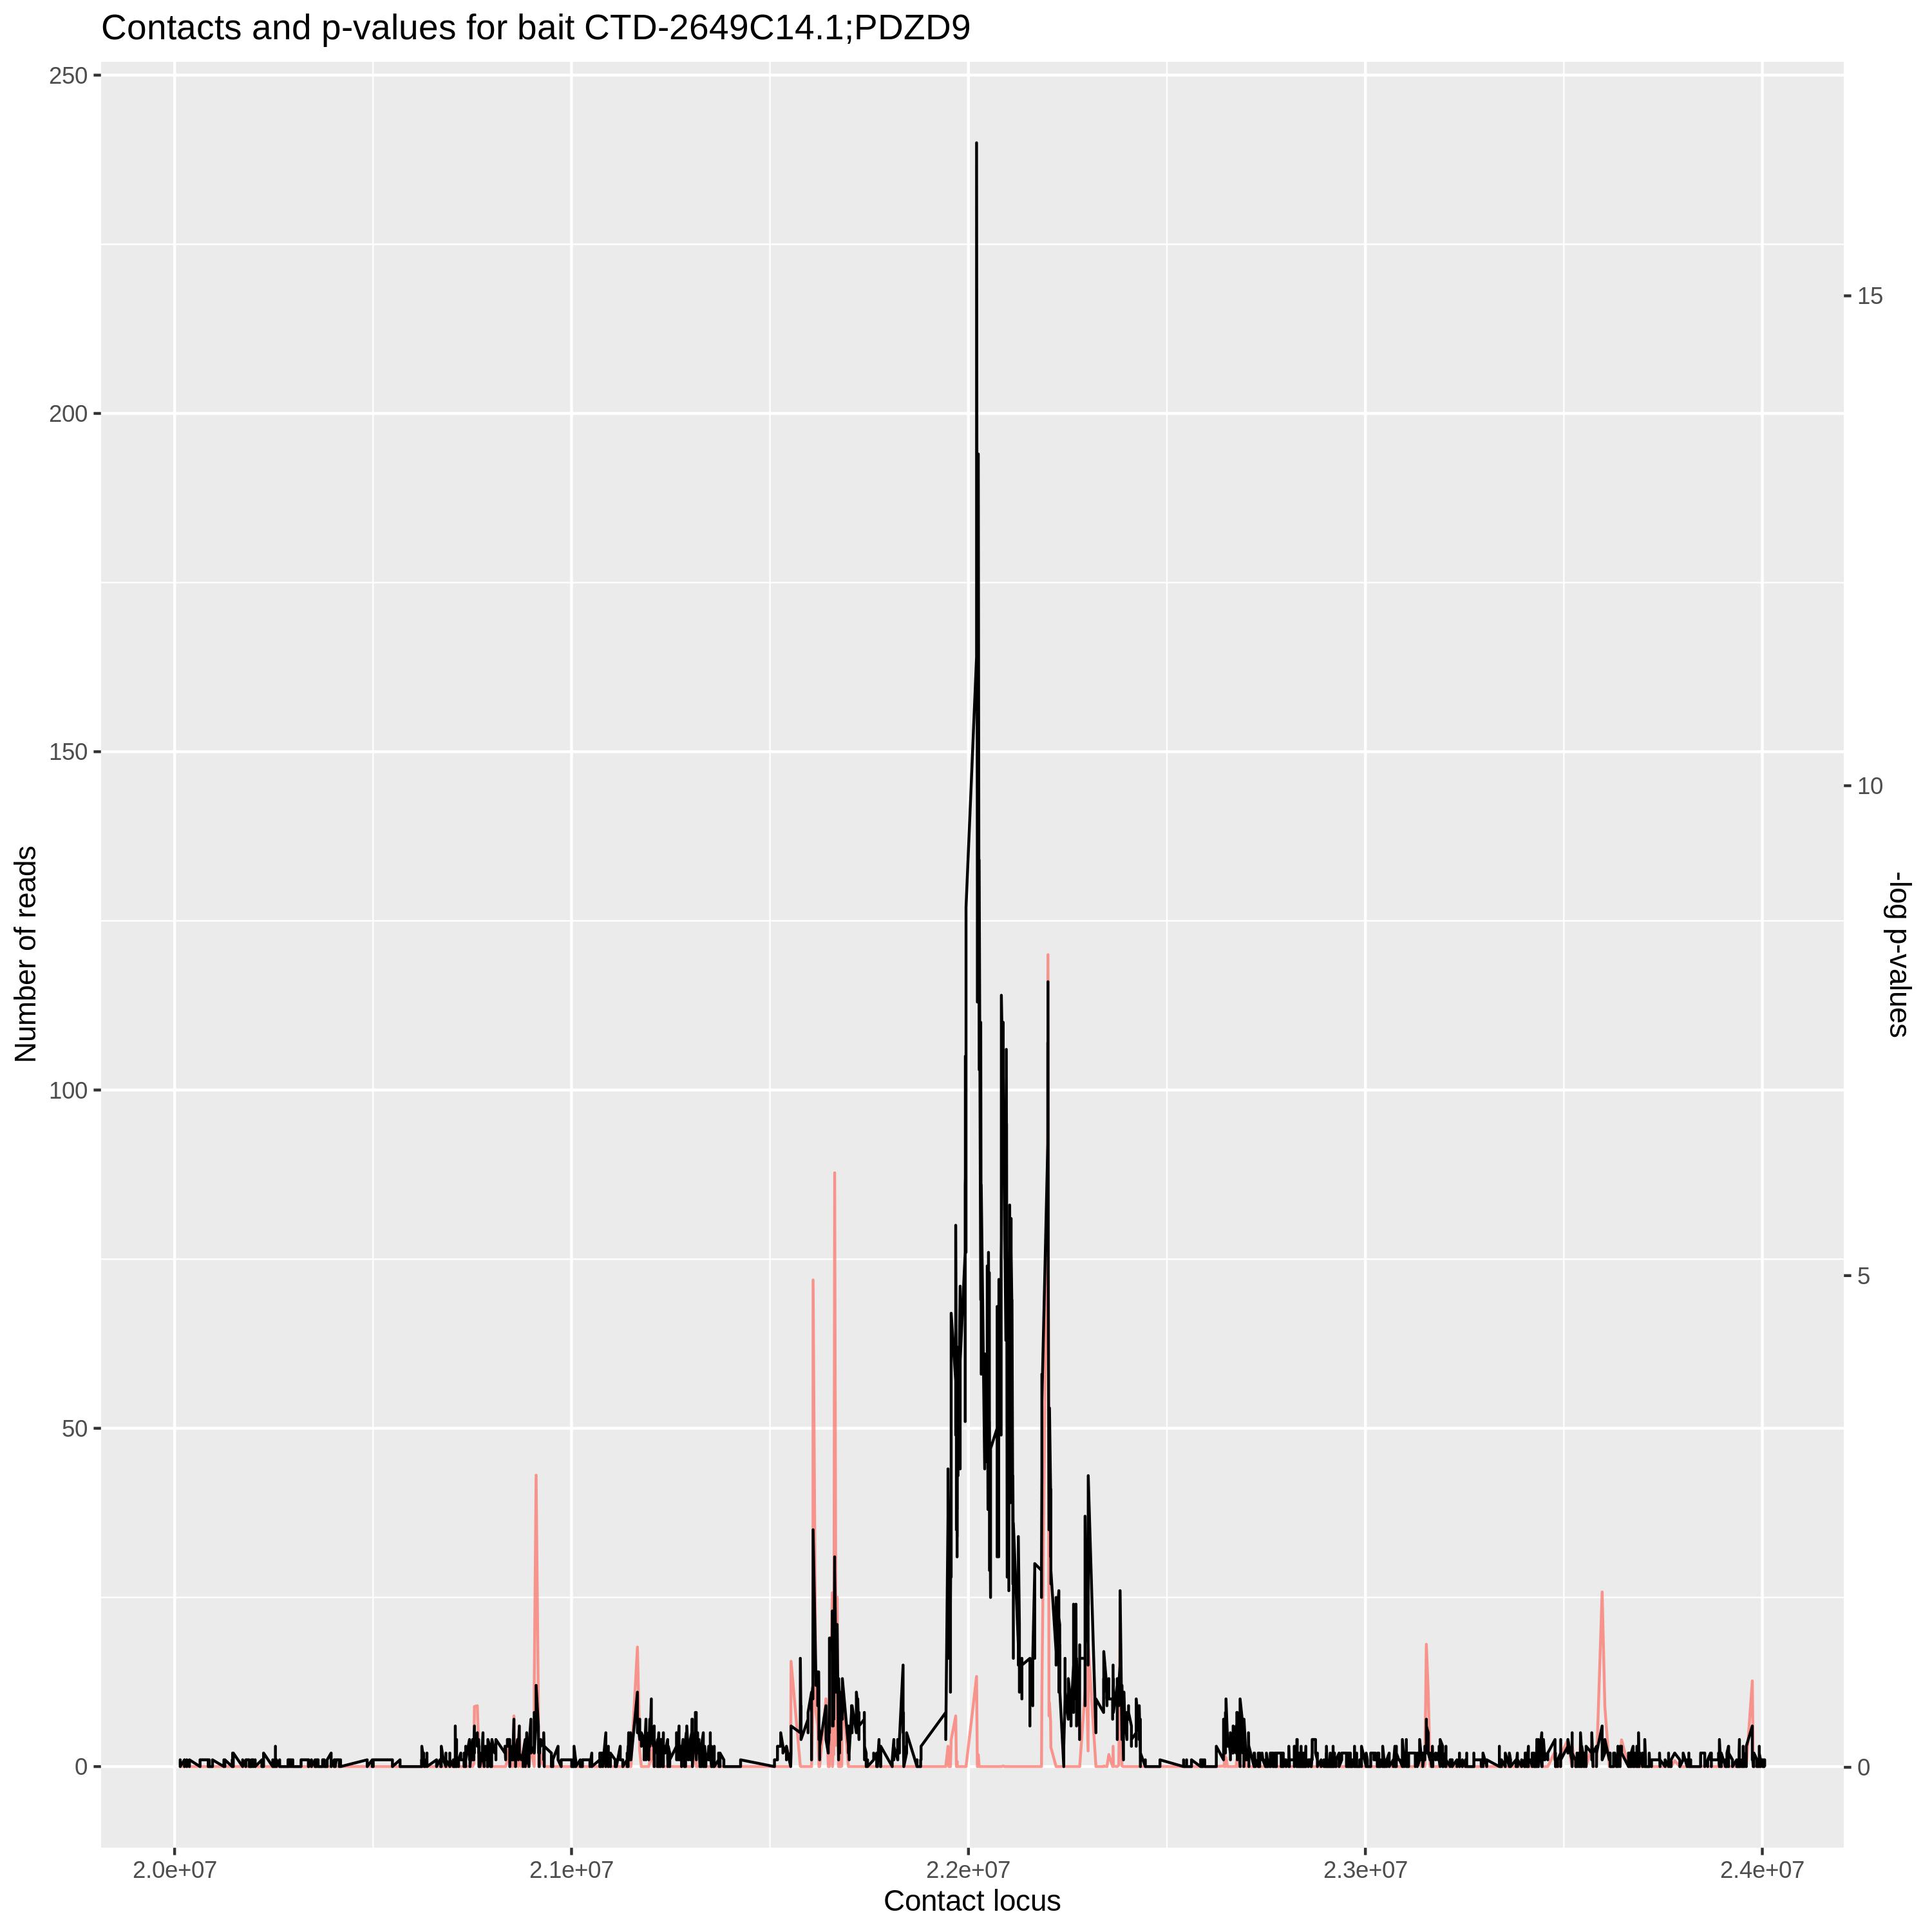 Contacts and p-values for bait CTD-2649C14.1;PDZD9
250
200
150
100
50
0
Number of reads
15
10
5
0
-log p-values
2.0e+07
2.1e+07
2.2e+07
2.3e+07
2.4e+07
Contact locus